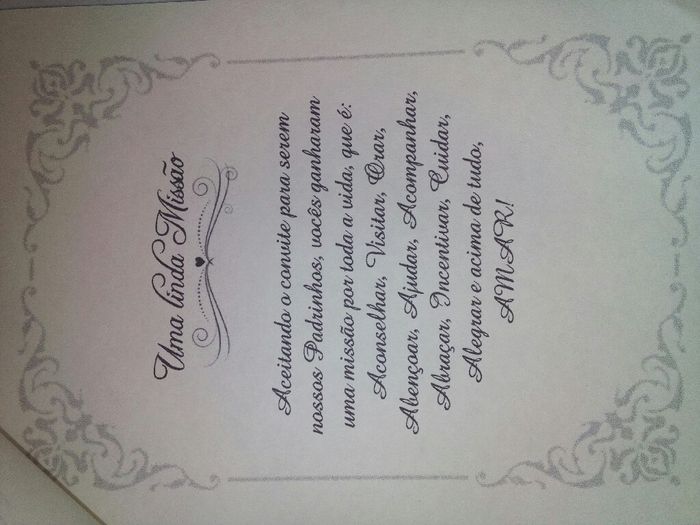 Uma linda Missão
Aceitando o convite para serem
nossos Padrinhos, vocês ganharam
uma missão por toda a vida, que é:
Aconselhar, Visitar, Orar,
Abençoar, Ajudar, Acompanhar,
Abraçar, Incentivar, Cuidar,
Alegrar e acima de tudo,
AMAR!